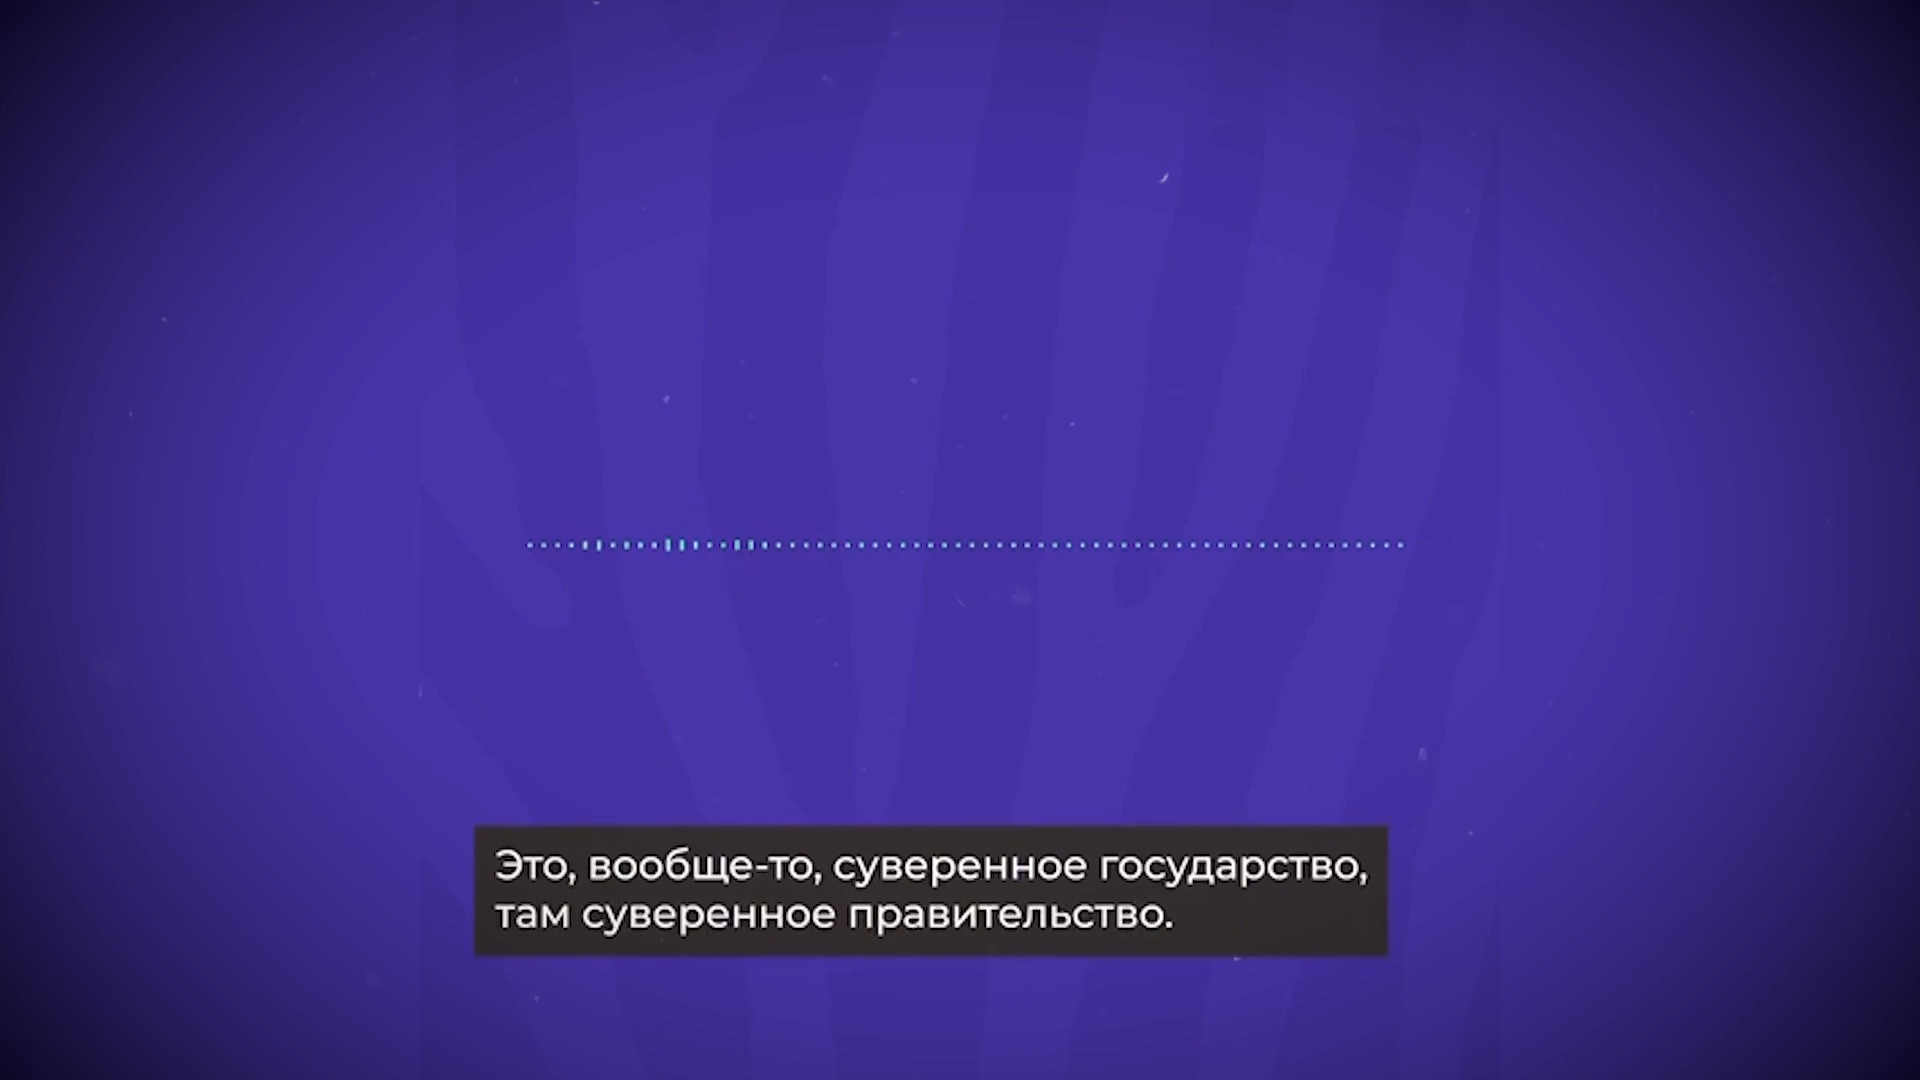 Это, вообще-то, суверенное государство,
там суверенное правительство.